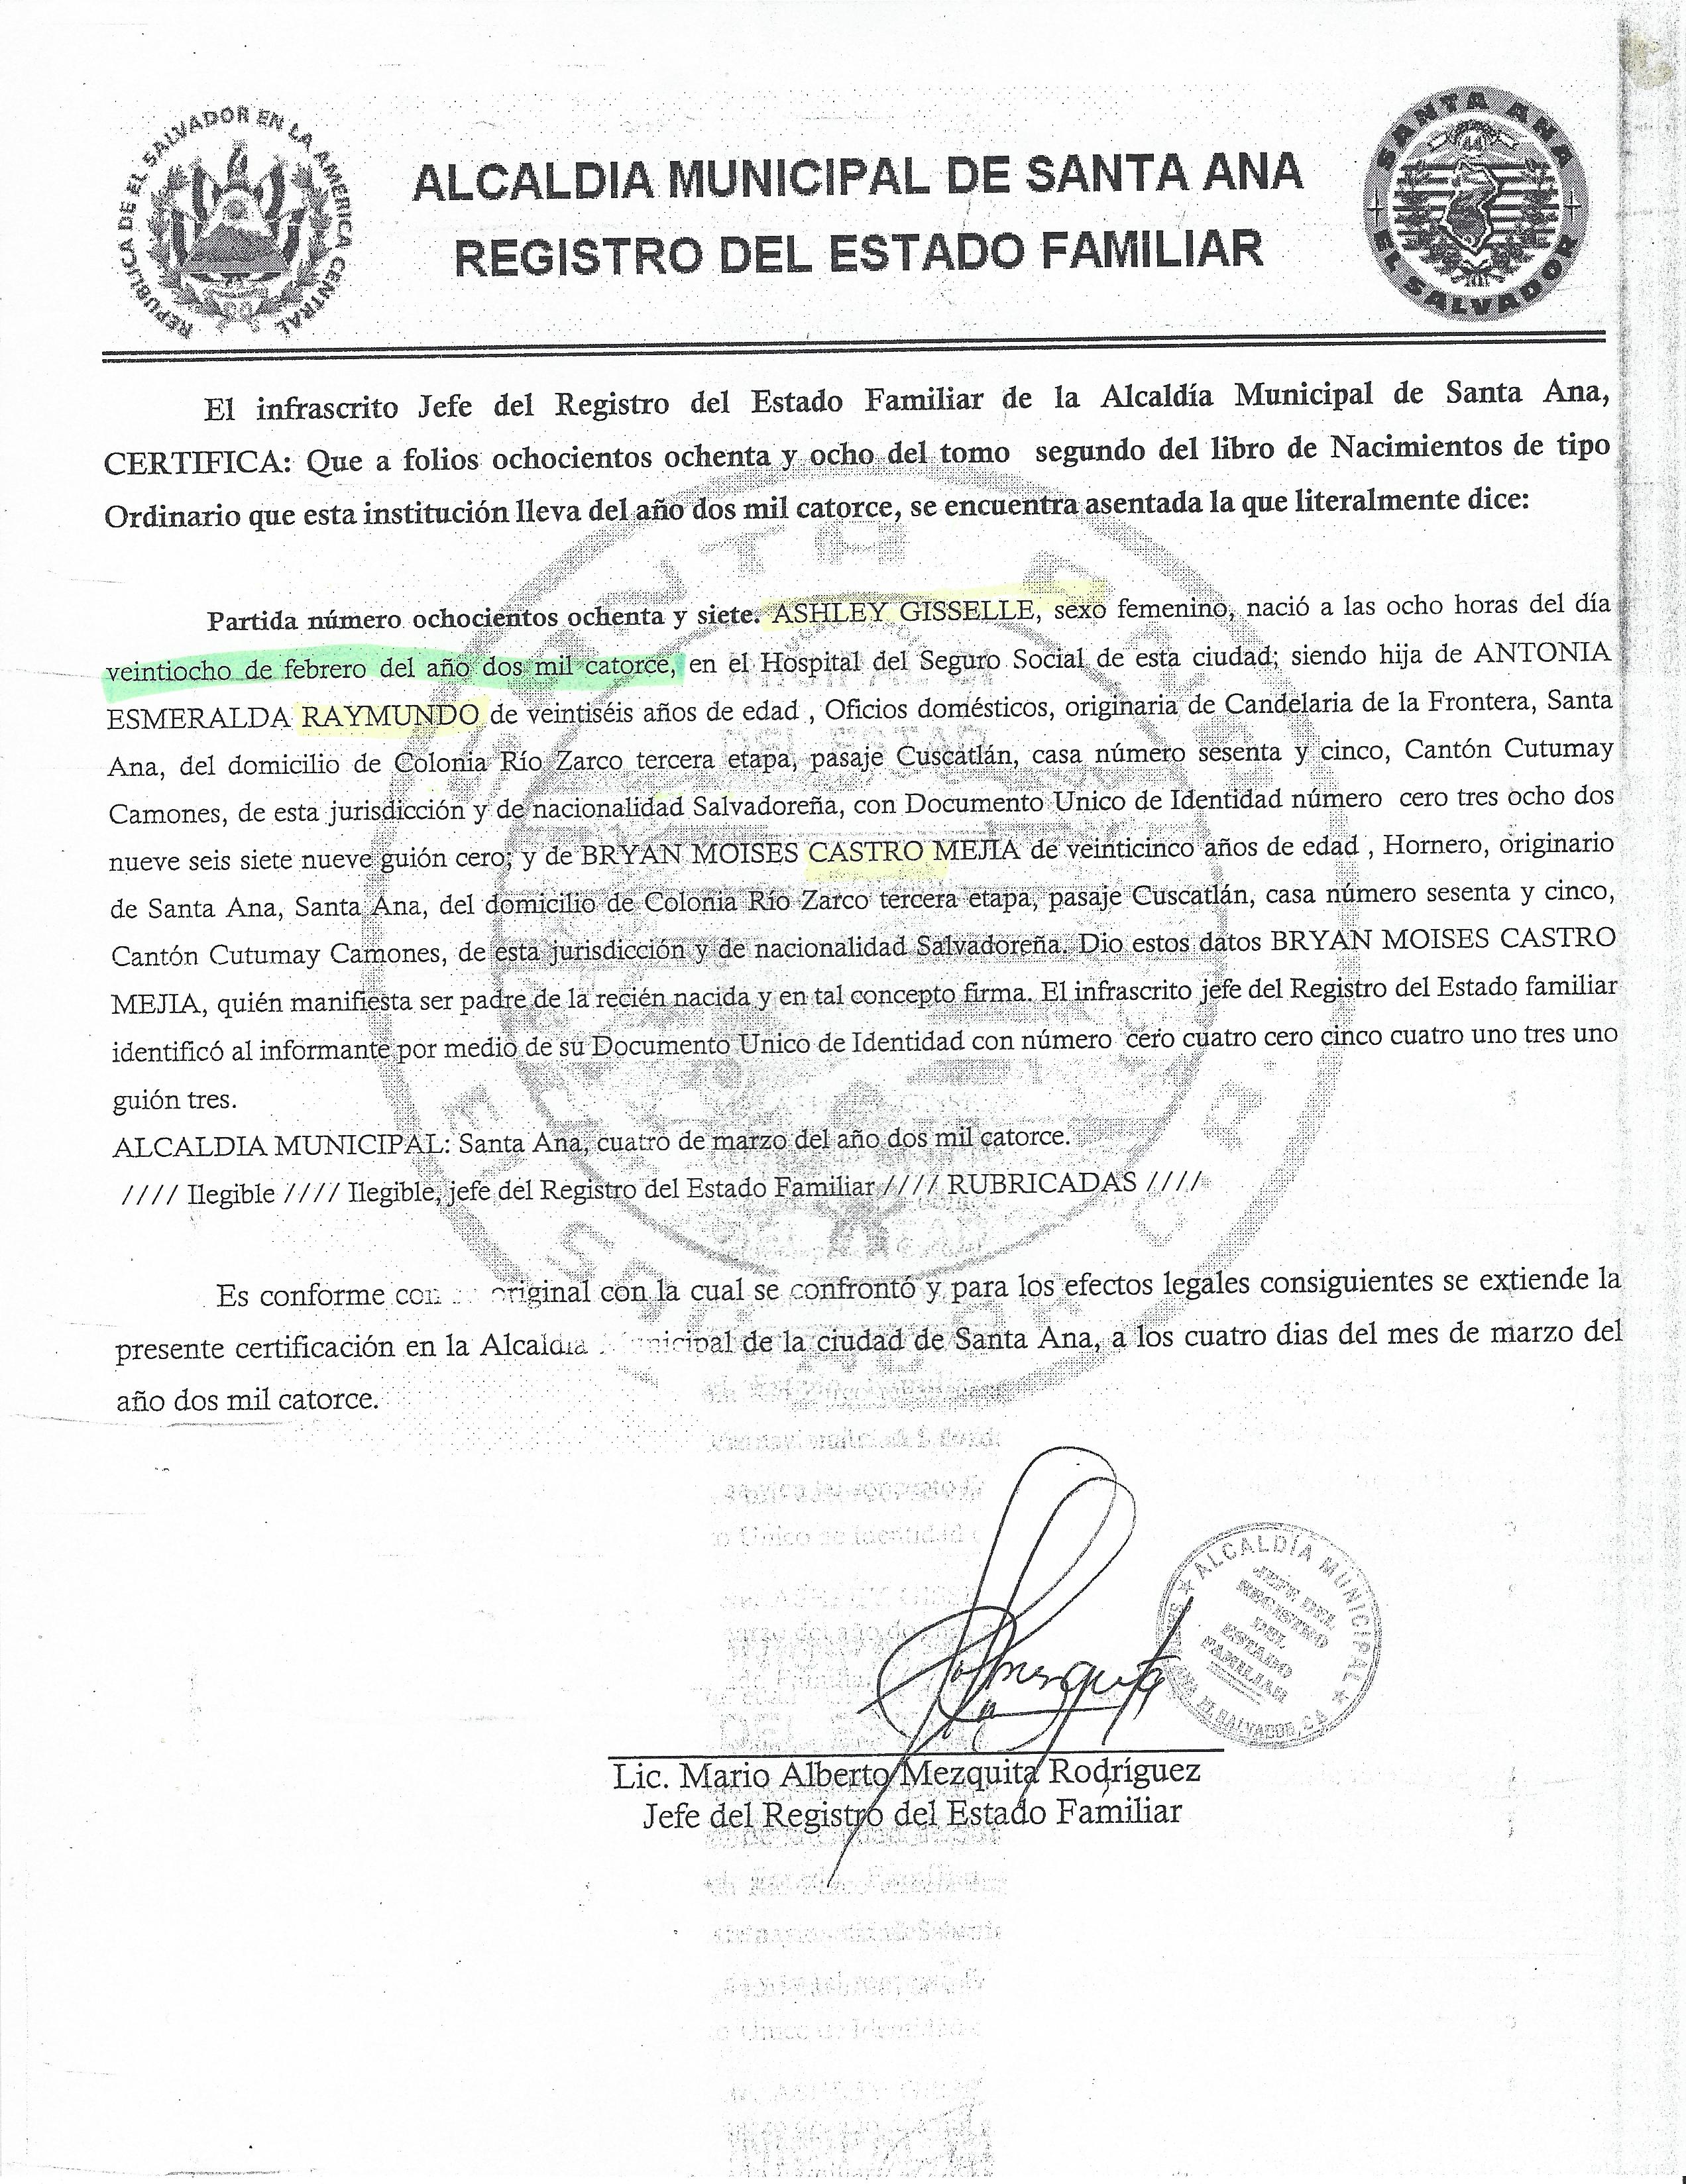 REPUBLICA DE EL SALVADOR EN LA AMERICA CENTRAL
SANTA ANA
EL SALVADOR
ALCALDIA MUNICIPAL DE SANTA ANA
REGISTRO DEL ESTADO FAMILIAR
El infrascrito Jefe del Registro del Estado Familiar de la Alcaldía Municipal de Santa Ana,
CERTIFICA: Que a folios ochocientos ochenta y ocho del tomo segundo del libro de Nacimientos de tipo
Ordinario que esta institución lleva del año dos mil catorce, se encuentra asentada la que literalmente dice:
Partida número ochocientos ochenta y siete. ASHLEY GISSELLE, sexo femenino, nació a las ocho horas del día
veintiocho de febrero del año dos mil catorce, en el Hospital del Seguro Social de esta ciudad; siendo hija de ANTONIA
ESMERALDA RAYMUNDO de veintiséis años de edad , Oficios domésticos, originaria de Candelaria de la Frontera, Santa
Ana, del domicilio de Colonia Río Zarco tercera etapa, pasaje Cuscatlán, casa número sesenta y cinco, Cantón Cutumay
Camones, de esta jurisdicción y de nacionalidad Salvadoreña, con Documento Unico de Identidad número cero tres ocho dos
nueve seis siete nueve guión cero; y de BRYAN MOISES CASTRO MEJIA de veinticinco años de edad , Hornero, originario
de Santa Ana, Santa Ana, del domicilio de Colonia Río Zarco tercera etapa, pasaje Cuscatlán, casa número sesenta y cinco,
Cantón Cutumay Camones, de esta jurisdicción y de nacionalidad Salvadoreña. Dio estos datos BRYAN MOISES CASTRO
MEJIA, quién manifiesta ser padre de la recién nacida y en tal concepto firma. El infrascrito jefe del Registro del Estado familiar
identificó al informante por medio de su Documento Unico de Identidad con número cero cuatro cero cinco cuatro uno tres uno
guión tres.
ALCALDIA MUNICIPAL: Santa Ana, cuatro de marzo del año dos mil catorce.
//// Ilegible //// Ilegible, jefe del Registro del Estado Familiar //// RUBRICADAS ////
Es conforme con original con la cual se confrontó y para los efectos legales consiguientes se extiende la
presente certificación en la Alcaldia Municipal de la ciudad de Santa Ana, a los cuatro dias del mes de marzo del
año dos mil catorce.
ALCALDÍA MUNICIPAL
JEFE DEL
REGISTRO
DEL
ESTADO
FAMILIAR
EL SALVADOR, C.A.
Lic. Mario Alberto Mezquita Rodríguez
Jefe del Registro del Estado Familiar